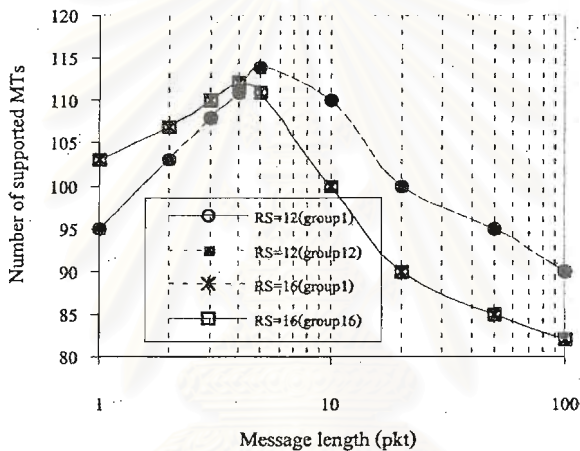 Number of supported MTs
120
115
110
105
100
95
90
85
80
RS=12(group1)
RS=12(group12)
RS=16(group1)
RS=16(group16)
1
10
100
Message length (pkt)